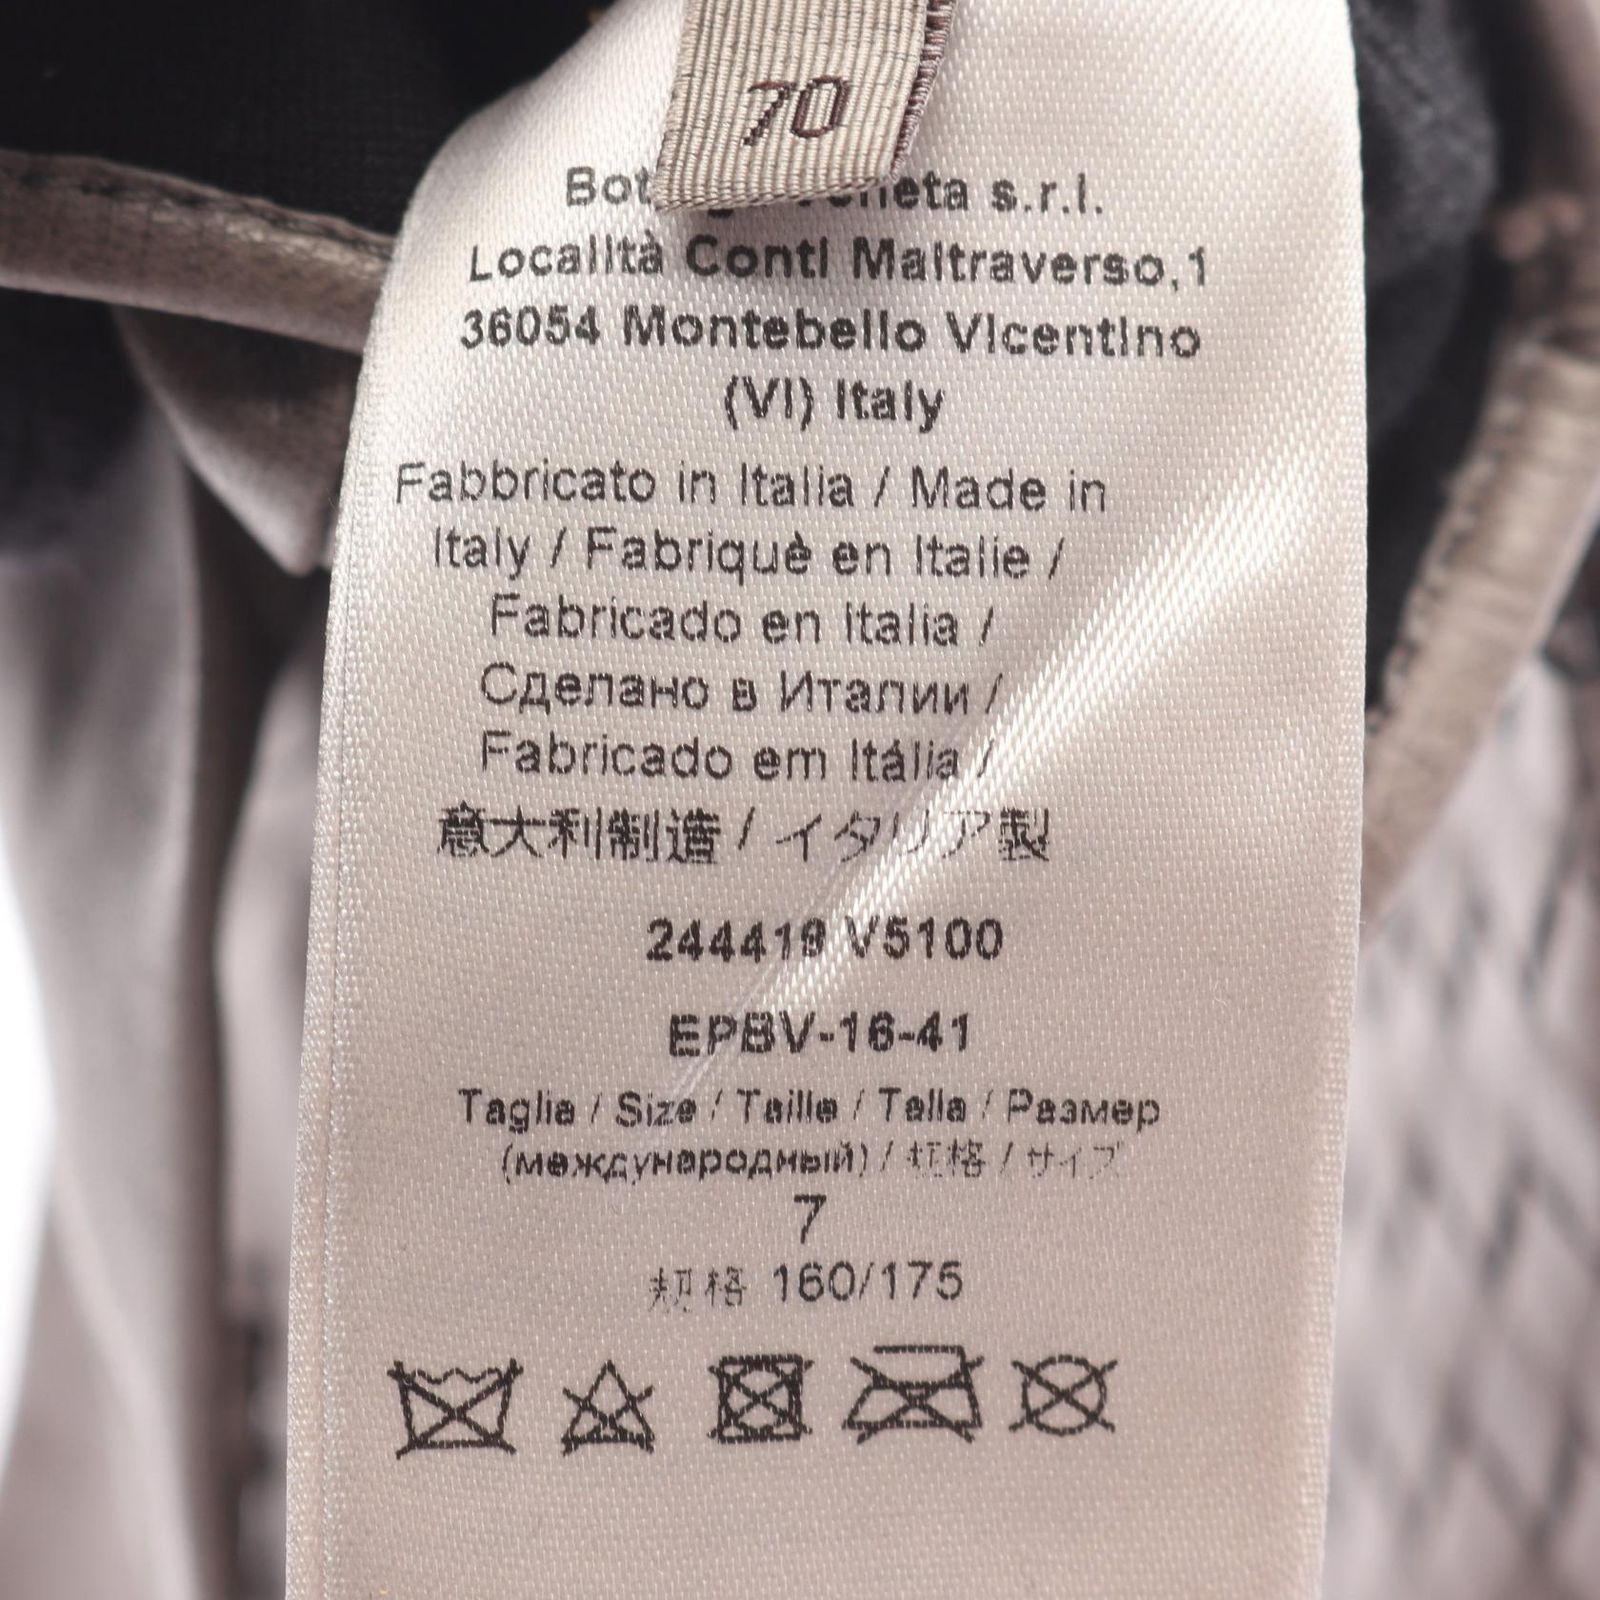 70
s.r.l.
Località Conti Maltraverso,1
36054 Montebello Vicentino
(VI) Italy
Fabbricato in Italia / Made in
Italy / Fabriquè en Italie /
Fabricado en Italia /
Сделано в Италии /
Fabricado em Itália /
意大利制造 / イタリア製
244419 V5100
EPBV-16-41
Taglia / Size / Taille / Talla / Размер
(международный) / 规格 / サイズ
7
规格 160/175